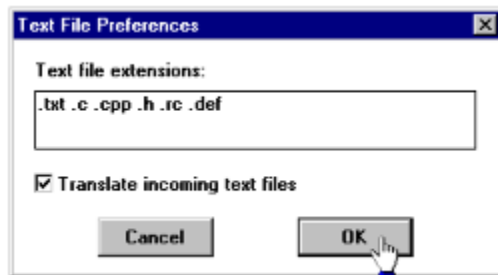 Text File Preferences
Text file extensions:
.txt .c .cpp .h .rc .def
Translate incoming text files
Cancel OK